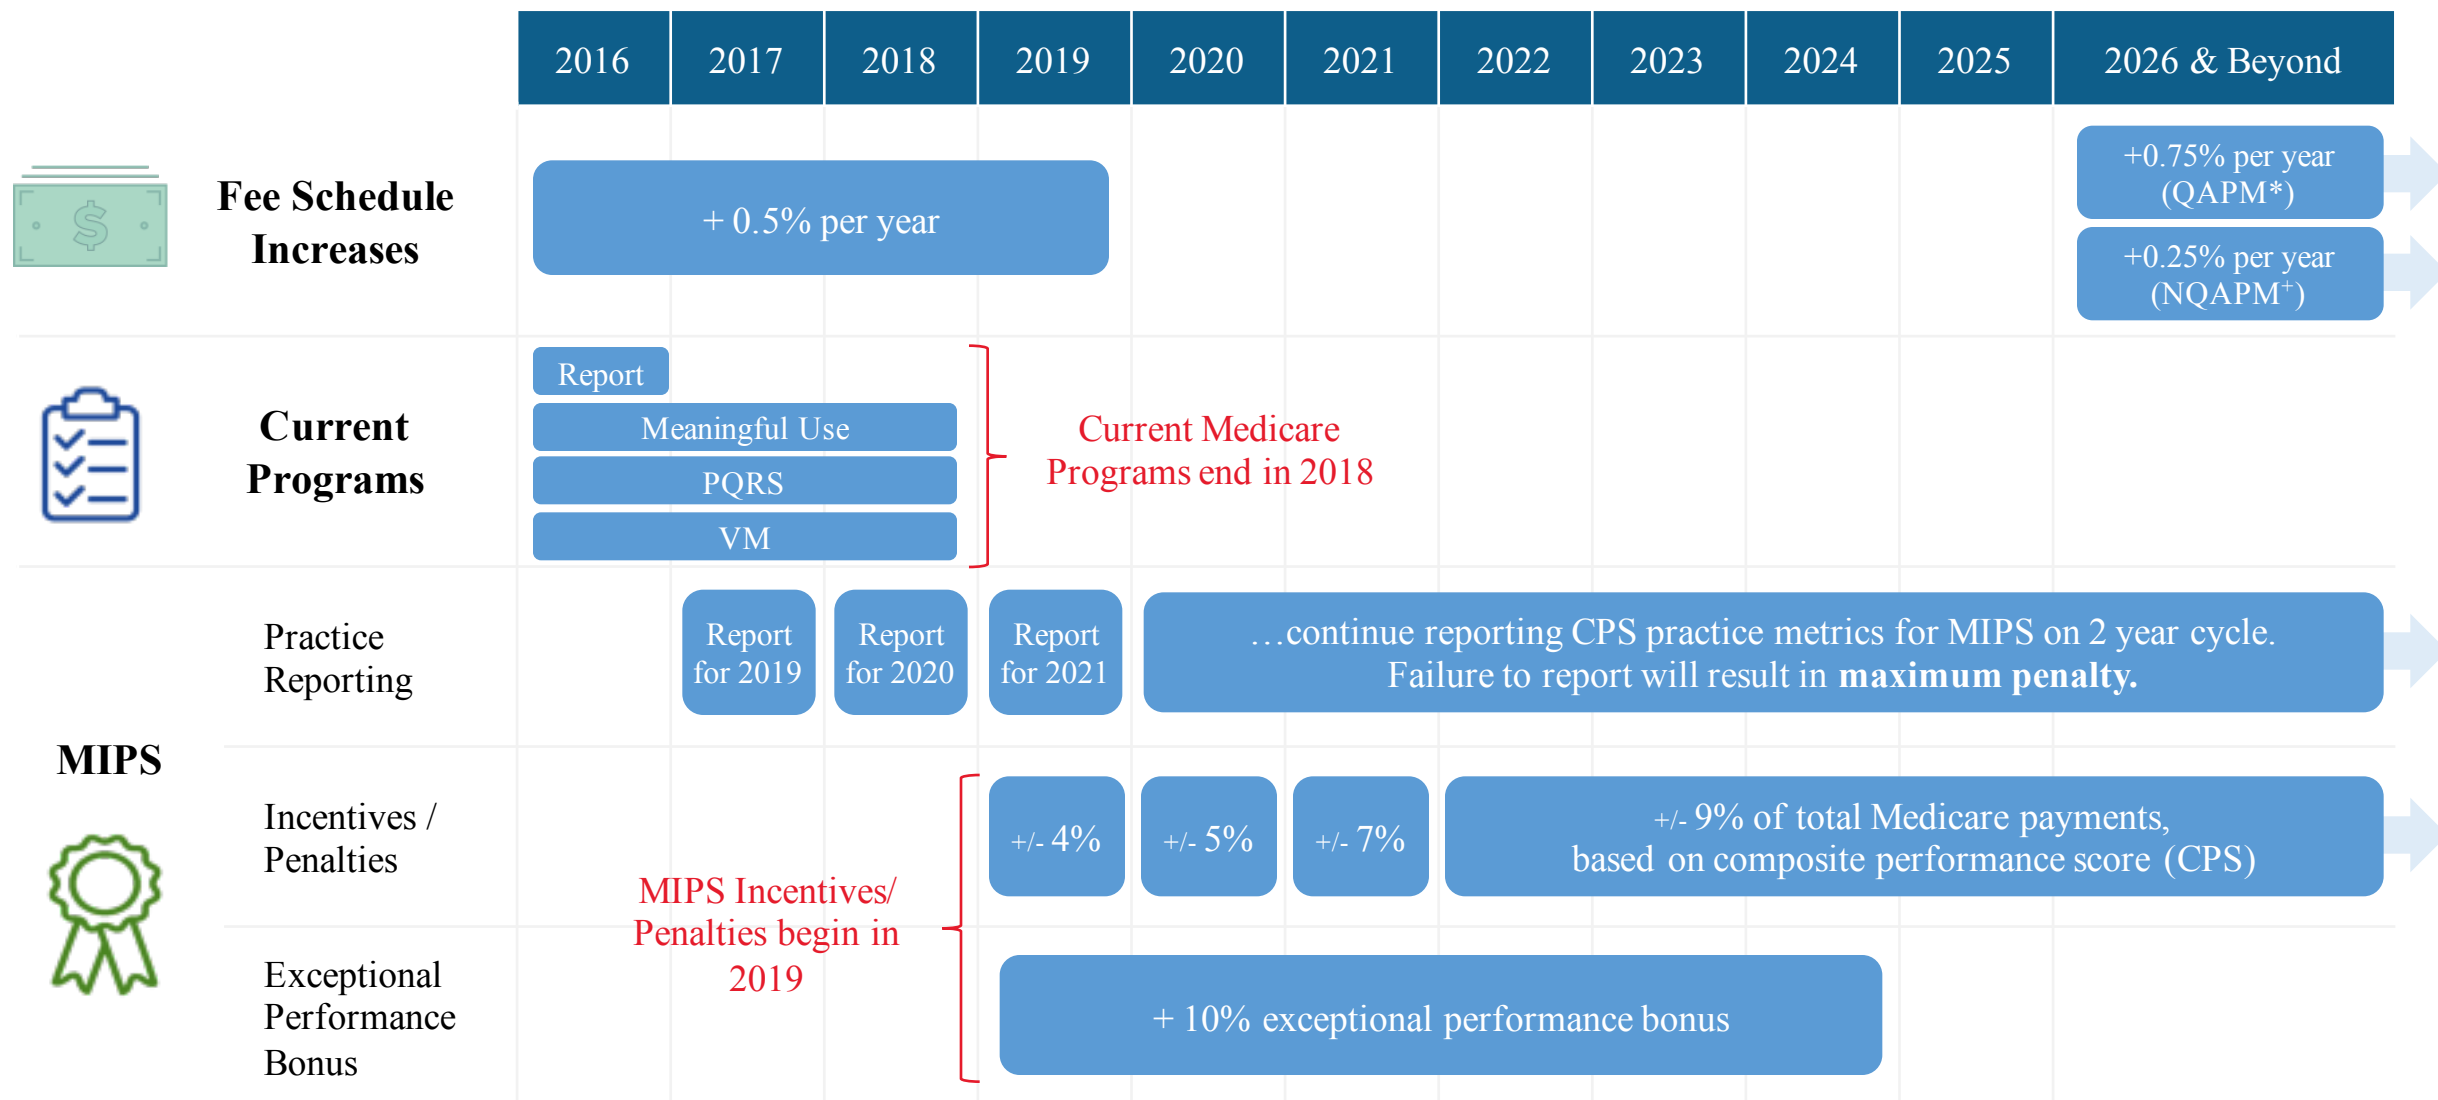 2016 2017 2018 2019 2020 2021 2022 2023 2024 2025 2026 & Beyond
Fee Schedule
Increases
+ 0.5% per year
+0.75% per year
(QAPM*)
+0.25% per year
(NQAPM+)
Current
Programs
Report
Meaningful Use
PQRS
VM
Current Medicare
Programs end in 2018
MIPS
Practice
Reporting
Report
for 2019
Report
for 2020
Report
for 2021
…continue reporting CPS practice metrics for MIPS on 2 year cycle.
Failure to report will result in maximum penalty.
Incentives /
Penalties
+/- 4%
+/- 5%
+/- 7%
+/- 9% of total Medicare payments,
based on composite performance score (CPS)
MIPS Incentives/
Penalties begin in
2019
Exceptional
Performance
Bonus
+ 10% exceptional performance bonus
$